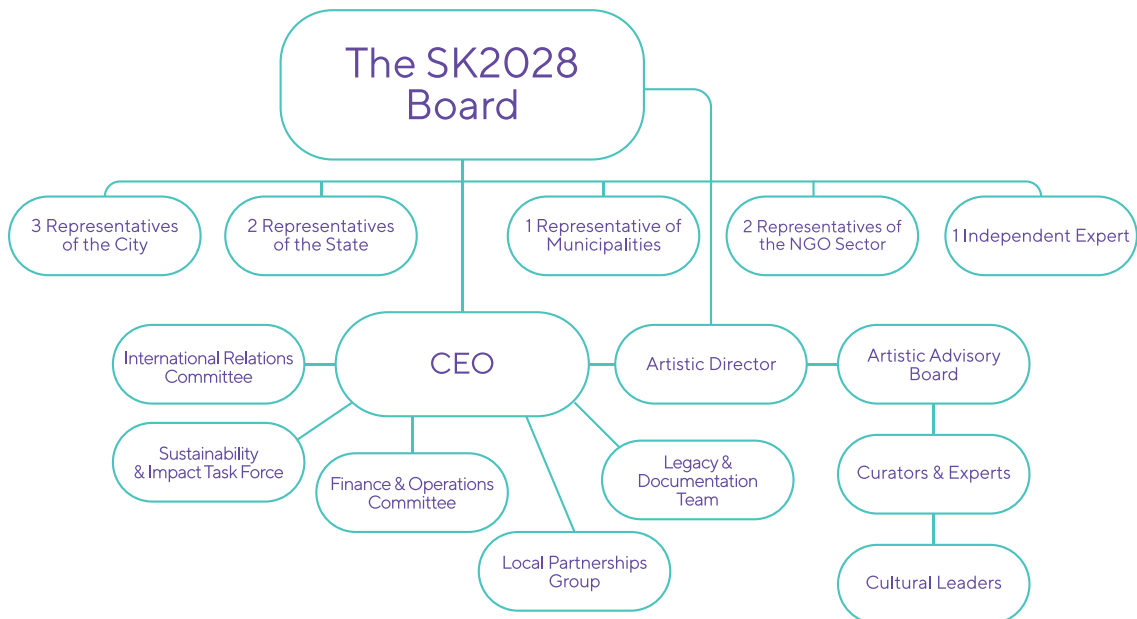 The SK2028
Board
3 Representatives
of the City
2 Representatives
of the State
1 Representative of
Municipalities
2 Representatives of
the NGO Sector
1 Independent Expert
International Relations
Committee
CEO
Artistic Director
Artistic Advisory
Board
Sustainability
& Impact Task Force
Finance & Operations
Committee
Legacy &
Documentation
Team
Curators & Experts
Local Partnerships
Group
Cultural Leaders